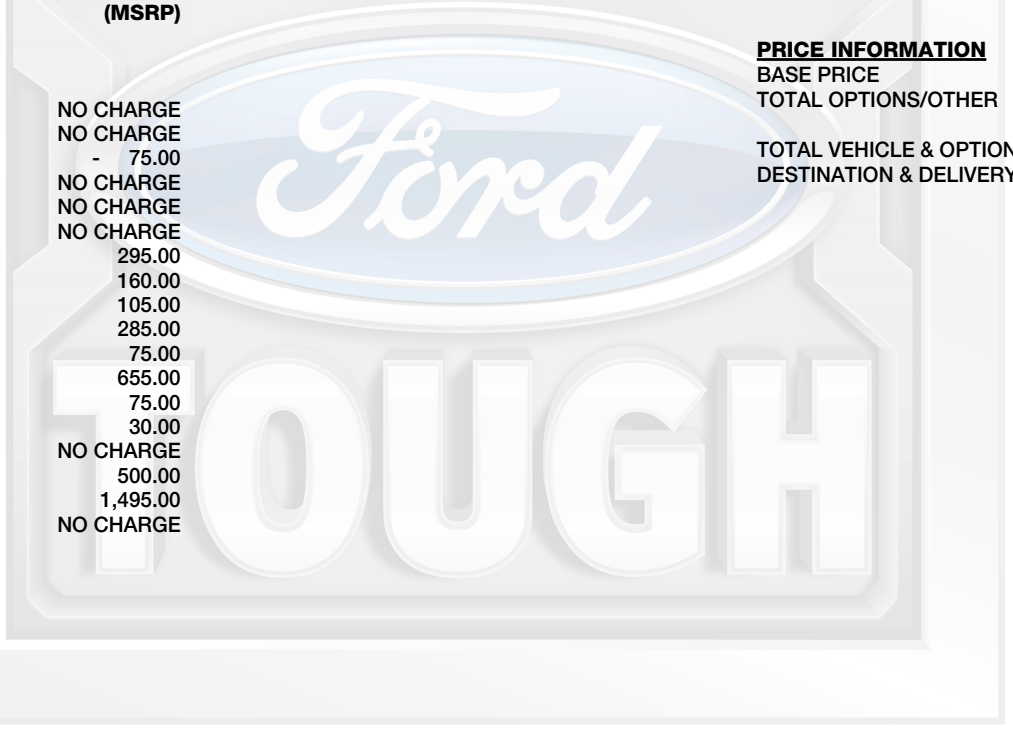 (MSRP)
NO CHARGE
NO CHARGE
- 75.00
NO CHARGE
NO CHARGE
NO CHARGE
295.00
160.00
105.00
285.00
75.00
655.00
75.00
30.00
NO CHARGE
500.00
1,495.00
NO CHARGE
PRICE INFORMATION
BASE PRICE
TOTAL OPTIONS/OTHER
TOTAL VEHICLE & OPTION
DESTINATION & DELIVERY
Ford
TOUGH